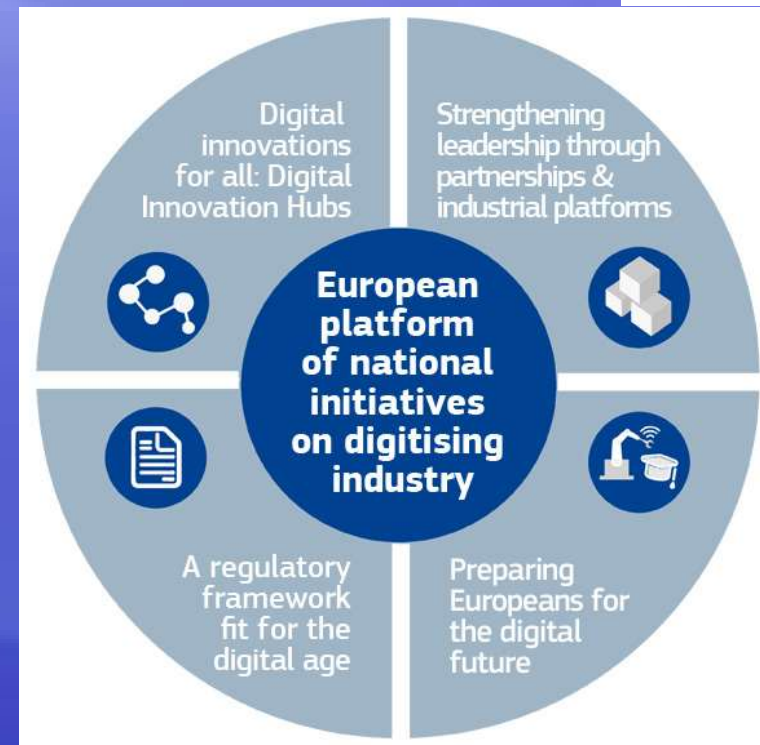 Digital
innovations
for all: Digital
Innovation Hubs
Strengthening
leadership through
partnerships &
industrial platforms
European
platform
of national
initiatives
on digitising
industry
A regulatory
framework
fit for the
digital age
Preparing
Europeans for
the digital
future